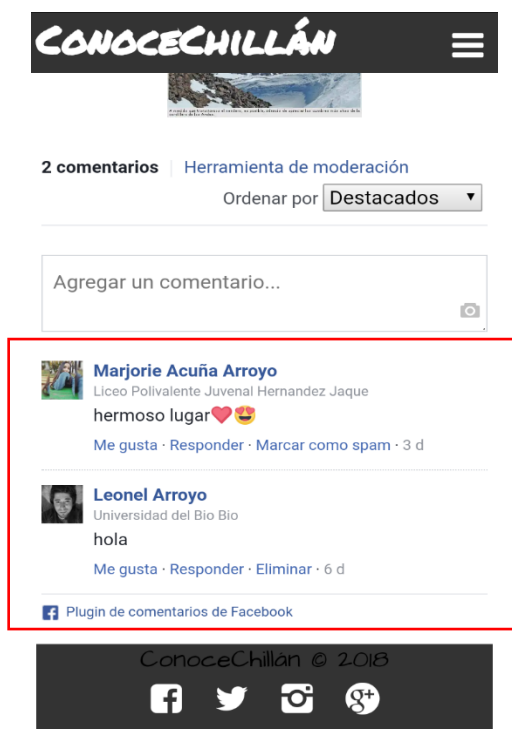 ConoceChillán
2 comentarios Herramienta de moderación
Ordenar por Destacados
Agregar un comentario...
Marjorie Acuña Arroyo
Liceo Polivalente Juvenal Hernandez Jaque
hermoso lugar❤️😍
Me gusta · Responder · Marcar como spam · 3 d
Leonel Arroyo
Universidad del Bio Bio
hola
Me gusta · Responder · Eliminar · 6 d
Plugin de comentarios de Facebook
ConoceChillán © 2018